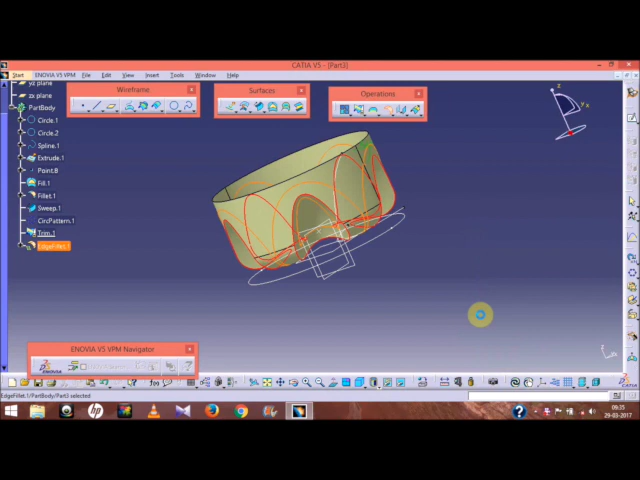 CATIA V5 - [Part3]
Start ENOVIA V5 VPM File Edit View Insert Tools Window Help
Wireframe
Surfaces
Operations
yz plane
zx plane
PartBody
Circle.1
Circle.2
Spline.1
Extrude.1
Point.8
Fill.1
Fillet.1
Sweep.1
CircPattern.1
Trim.1
EdgeFillet.1
z
y x
ENOVIA V5 VPM Navigator
ENOVIA
CATIA
EdgeFillet.1/PartBody/Part3 selected
09:35
29-03-2017